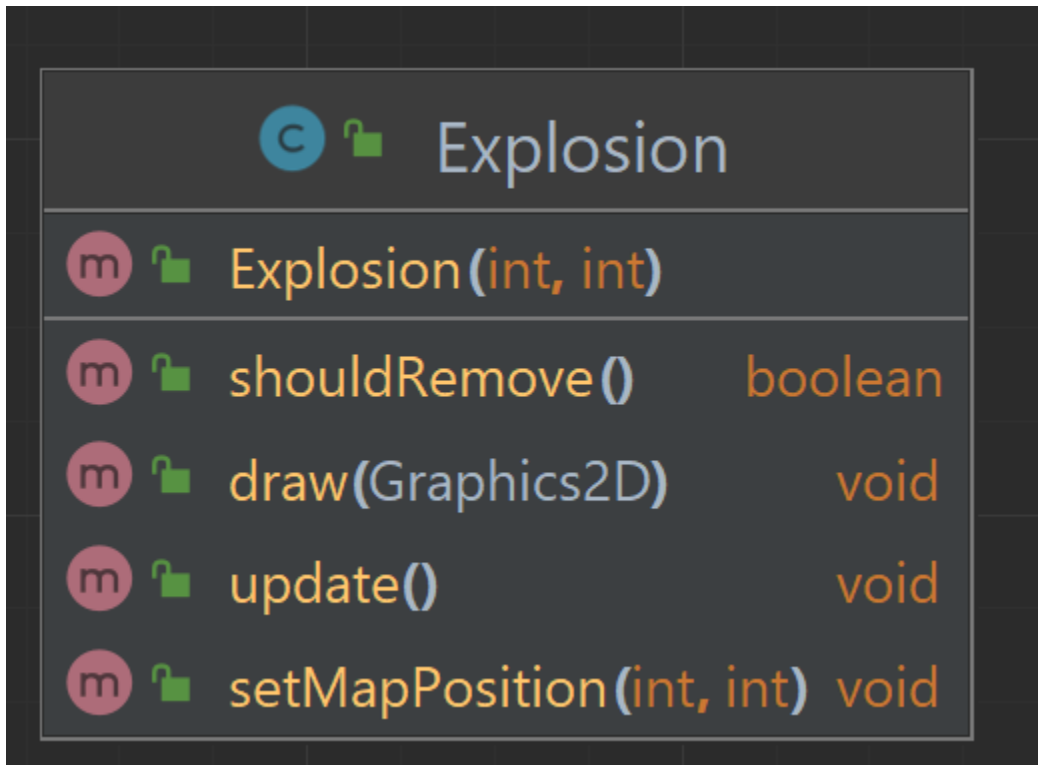 C Explosion
m Explosion(int, int)
m shouldRemove() boolean
m draw(Graphics2D) void
m update() void
m setMapPosition(int, int) void